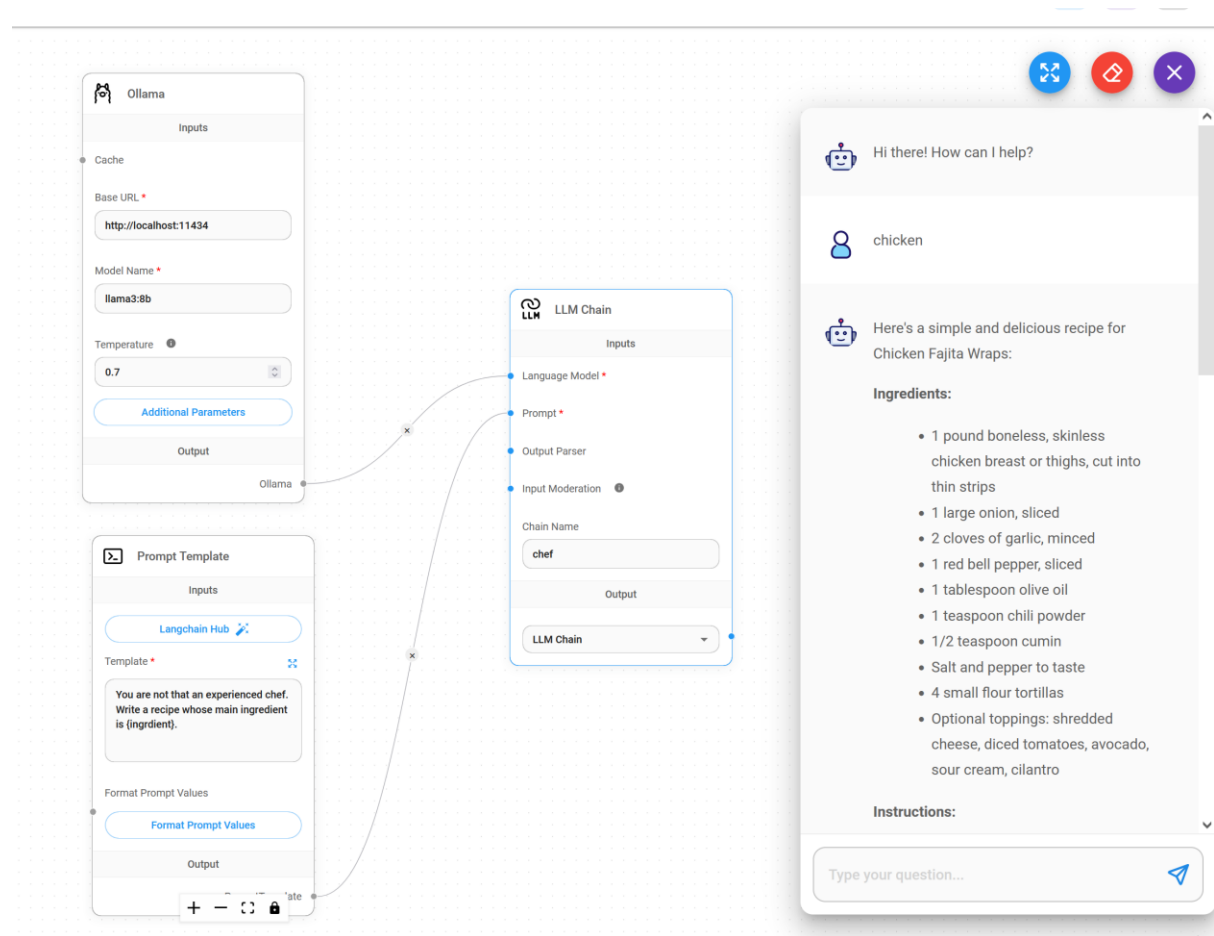 Ollama
Inputs
Cache
Base URL *
http://localhost:11434
Model Name *
llama3:8b
Temperature
0.7
Additional Parameters
Output
Ollama
Prompt Template
Inputs
Langchain Hub
Template *
You are not that an experienced chef.
Write a recipe whose main ingredient
is {ingrdient}.
Format Prompt Values
Format Prompt Values
Output
ate
LLM
LLM Chain
Inputs
Language Model *
Prompt *
Output Parser
Input Moderation
Chain Name
chef
Output
LLM Chain
Hi there! How can I help?
chicken
Here's a simple and delicious recipe for
Chicken Fajita Wraps:
Ingredients:
• 1 pound boneless, skinless
chicken breast or thighs, cut into
thin strips
• 1 large onion, sliced
• 2 cloves of garlic, minced
• 1 red bell pepper, sliced
• 1 tablespoon olive oil
• 1 teaspoon chili powder
• 1/2 teaspoon cumin
• Salt and pepper to taste
• 4 small flour tortillas
• Optional toppings: shredded
cheese, diced tomatoes, avocado,
sour cream, cilantro
Instructions:
Type your question...